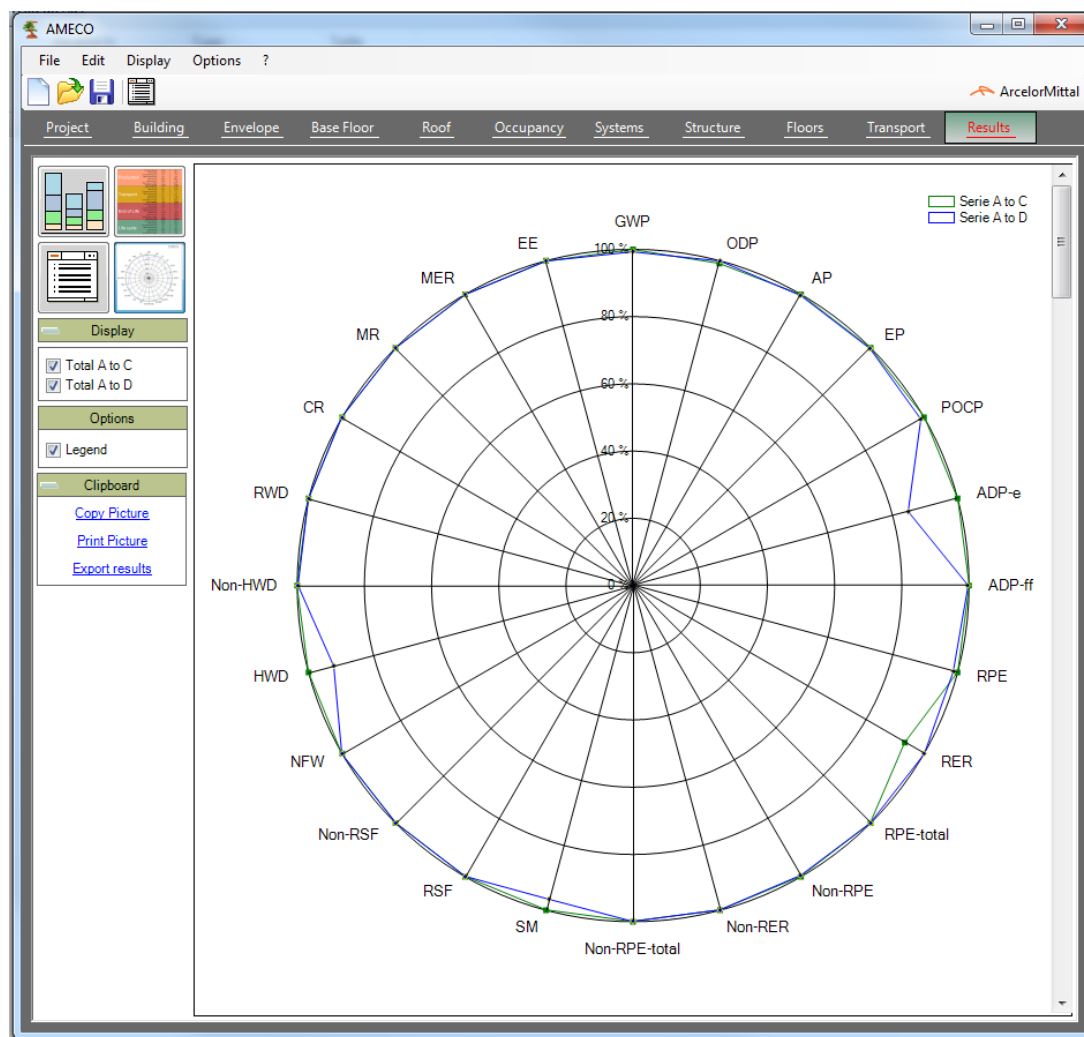 AMECO
File Edit Display Options ?
ArcelorMittal
Project Building Envelope Base Floor Roof Occupancy Systems Structure Floors Transport Results
Display
Total A to C
Total A to D
Options
Legend
Clipboard
Copy Picture
Print Picture
Export results
Serie A to C
Serie A to D
GWP
ODP
AP
EP
POCP
ADP-e
ADP-ff
RPE
RER
RPE-total
Non-RPE
Non-RER
Non-RPE-total
SM
RSF
Non-RSF
NFW
HWD
Non-HWD
RWD
CR
MR
MER
EE
100 %
80 %
60 %
40 %
20 %
0 %